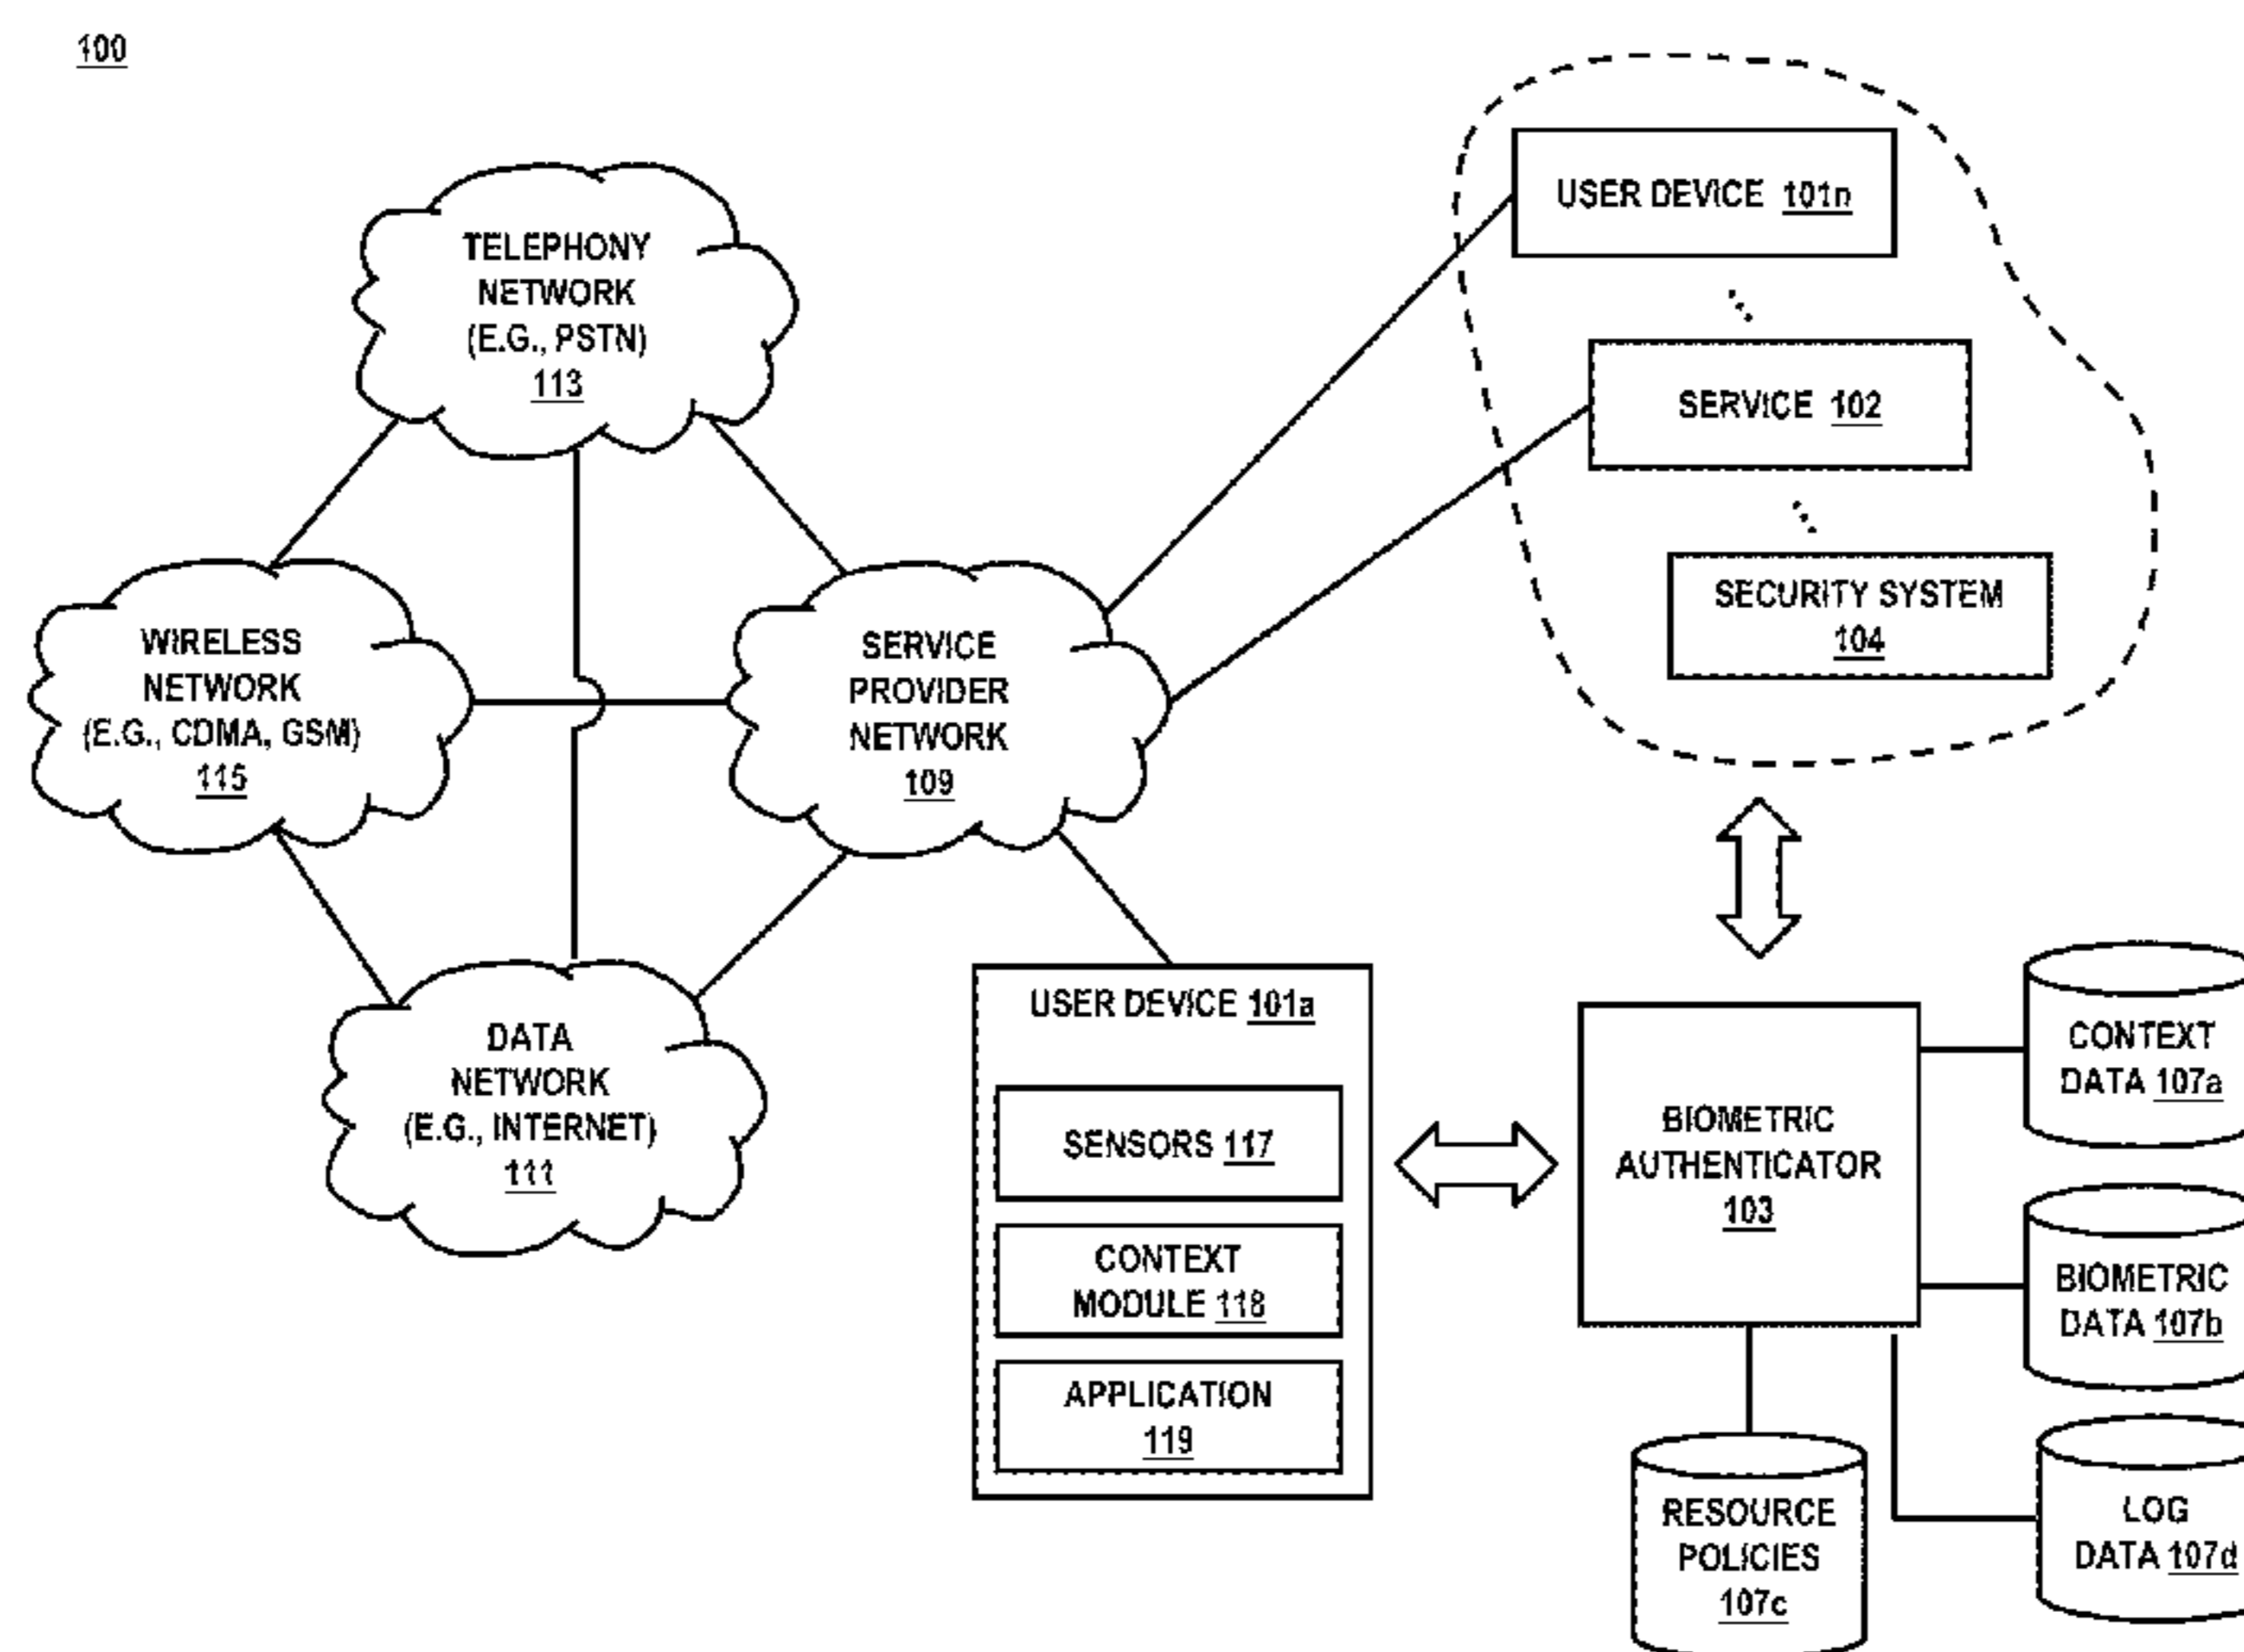 100
TELEPHONY
NETWORK
(E.G., PSTN)
113
WIRELESS
NETWORK
(E.G., CDMA, GSM)
115
SERVICE
PROVIDER
NETWORK
109
DATA
NETWORK
(E.G., INTERNET)
111
USER DEVICE 101n
SERVICE 102
SECURITY SYSTEM
104
USER DEVICE 101a
SENSORS 117
CONTEXT
MODULE 118
APPLICATION
119
BIOMETRIC
AUTHENTICATOR
103
CONTEXT
DATA 107a
BIOMETRIC
DATA 107b
RESOURCE
POLICIES
107c
LOG
DATA 107d